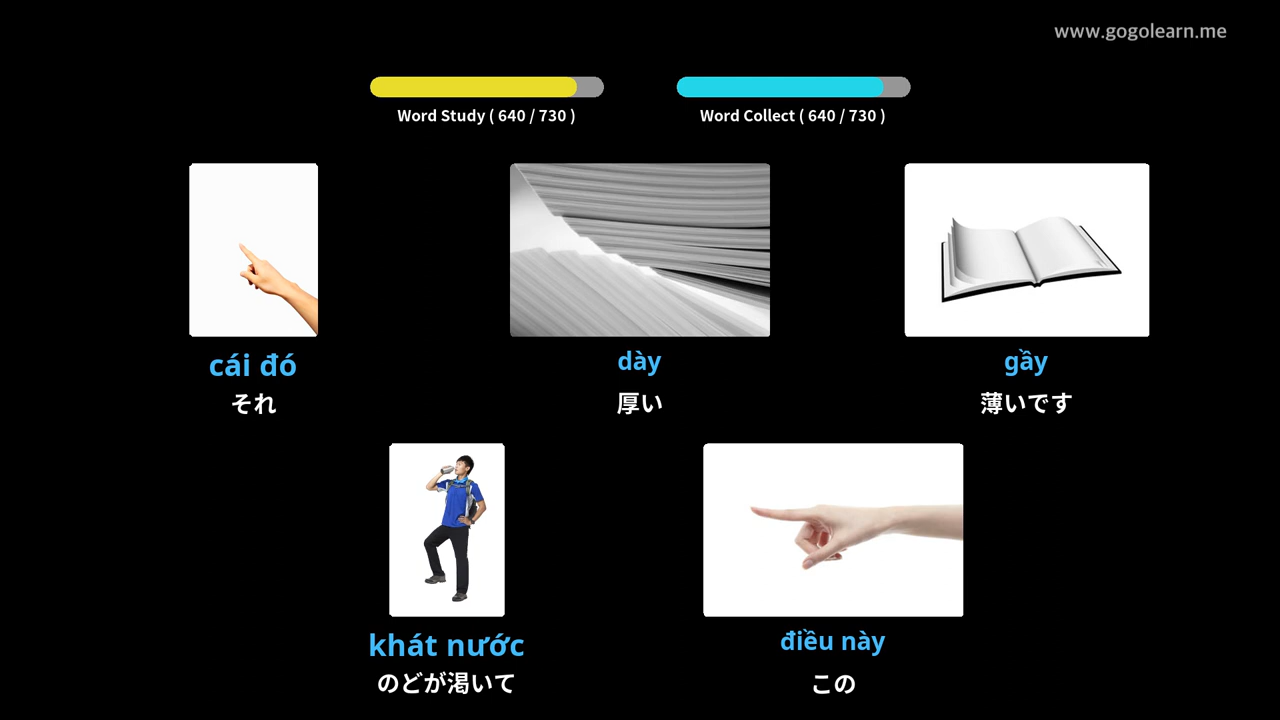 www.gogolearn.me
Word Study ( 640 / 730 )
Word Collect ( 640 / 730 )
cái đó
それ
dày
厚い
gầy
薄いです
khát nước
のどが渇いて
điều này
この